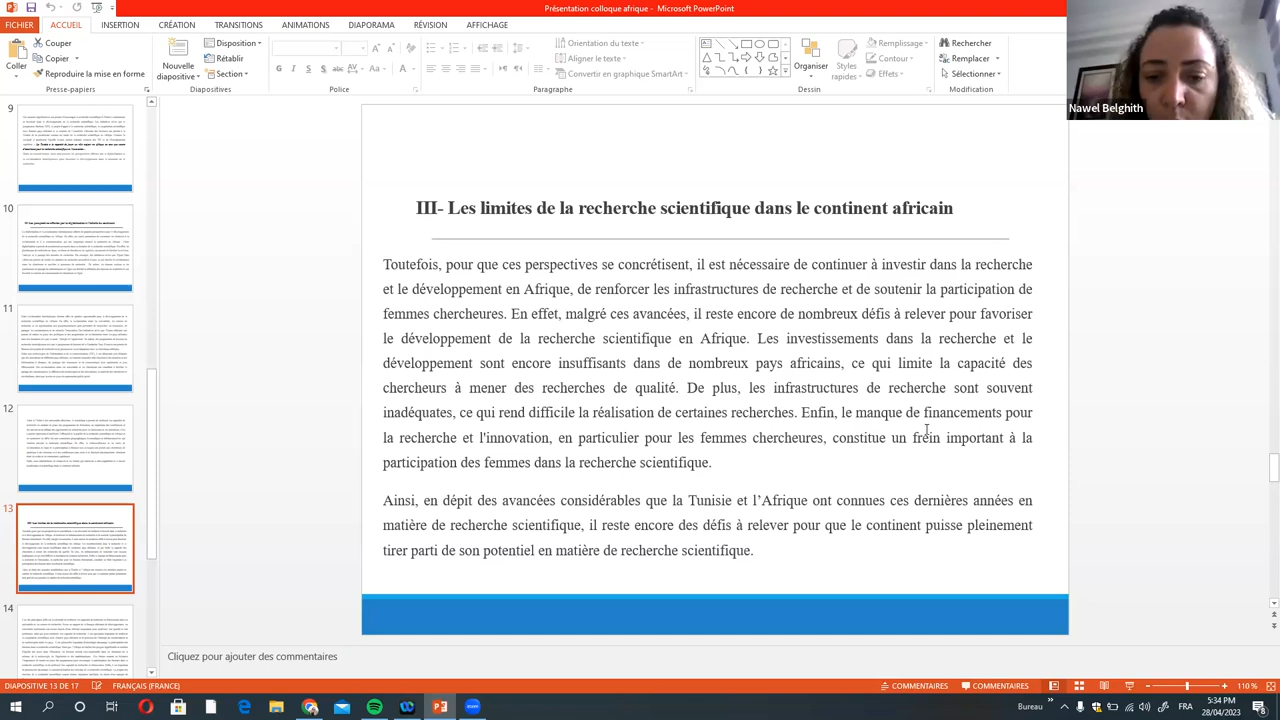 Présentation colloque afrique - Microsoft PowerPoint
FICHIER ACCUEIL INSERTION CRÉATION TRANSITIONS ANIMATIONS DIAPORAMA RÉVISION AFFICHAGE
Coller
Couper
Copier
Reproduire la mise en forme
Presse-papiers
Nouvelle diapositive
Disposition
Rétablir
Section
Diapositives
G I S S abc AV Aa A
Police
Orientation du texte
Aligner le texte
Convertir en graphique SmartArt
Paragraphe
Organiser
Styles rapides
Remplissage
Contour
Effets
Dessin
Rechercher
Remplacer
Sélectionner
Modification
Nawel Belghith
9
10
11
12
13
14
III- Les limites de la recherche scientifique dans le continent africain
Toutefois, pour que ces perspectives se concrétisent, il est nécessaire de continuer à investir dans la recherche
et le développement en Afrique, de renforcer les infrastructures de recherche et de soutenir la participation de
femmes chercheures. En effet, malgré ces avancées, il reste encore de nombreux défis à relever pour favoriser
le développement de la recherche scientifique en Afrique. Les investissements dans la recherche et le
développement sont encore insuffisants dans de nombreux pays africains, ce qui limite la capacité des
chercheurs à mener des recherches de qualité. De plus, les infrastructures de recherche sont souvent
inadéquates, ce qui rend difficile la réalisation de certaines recherches. Enfin, le manque de financements pour
la recherche et l'innovation, en particulier pour les femmes africaines, constitue un frein important à la
participation des femmes dans la recherche scientifique.
Ainsi, en dépit des avancées considérables que la Tunisie et l'Afrique ont connues ces dernières années en
matière de recherche scientifique, il reste encore des défis à relever pour que le continent puisse pleinement
tirer parti de son potentiel en matière de recherche scientifique.
Cliquez pour ajouter des commentaires
DIAPOSITIVE 13 DE 17 FRANÇAIS (FRANCE) COMMENTAIRES COMMENTAIRES 110 %
Bureau FRA 5:34 PM
28/04/2023 8